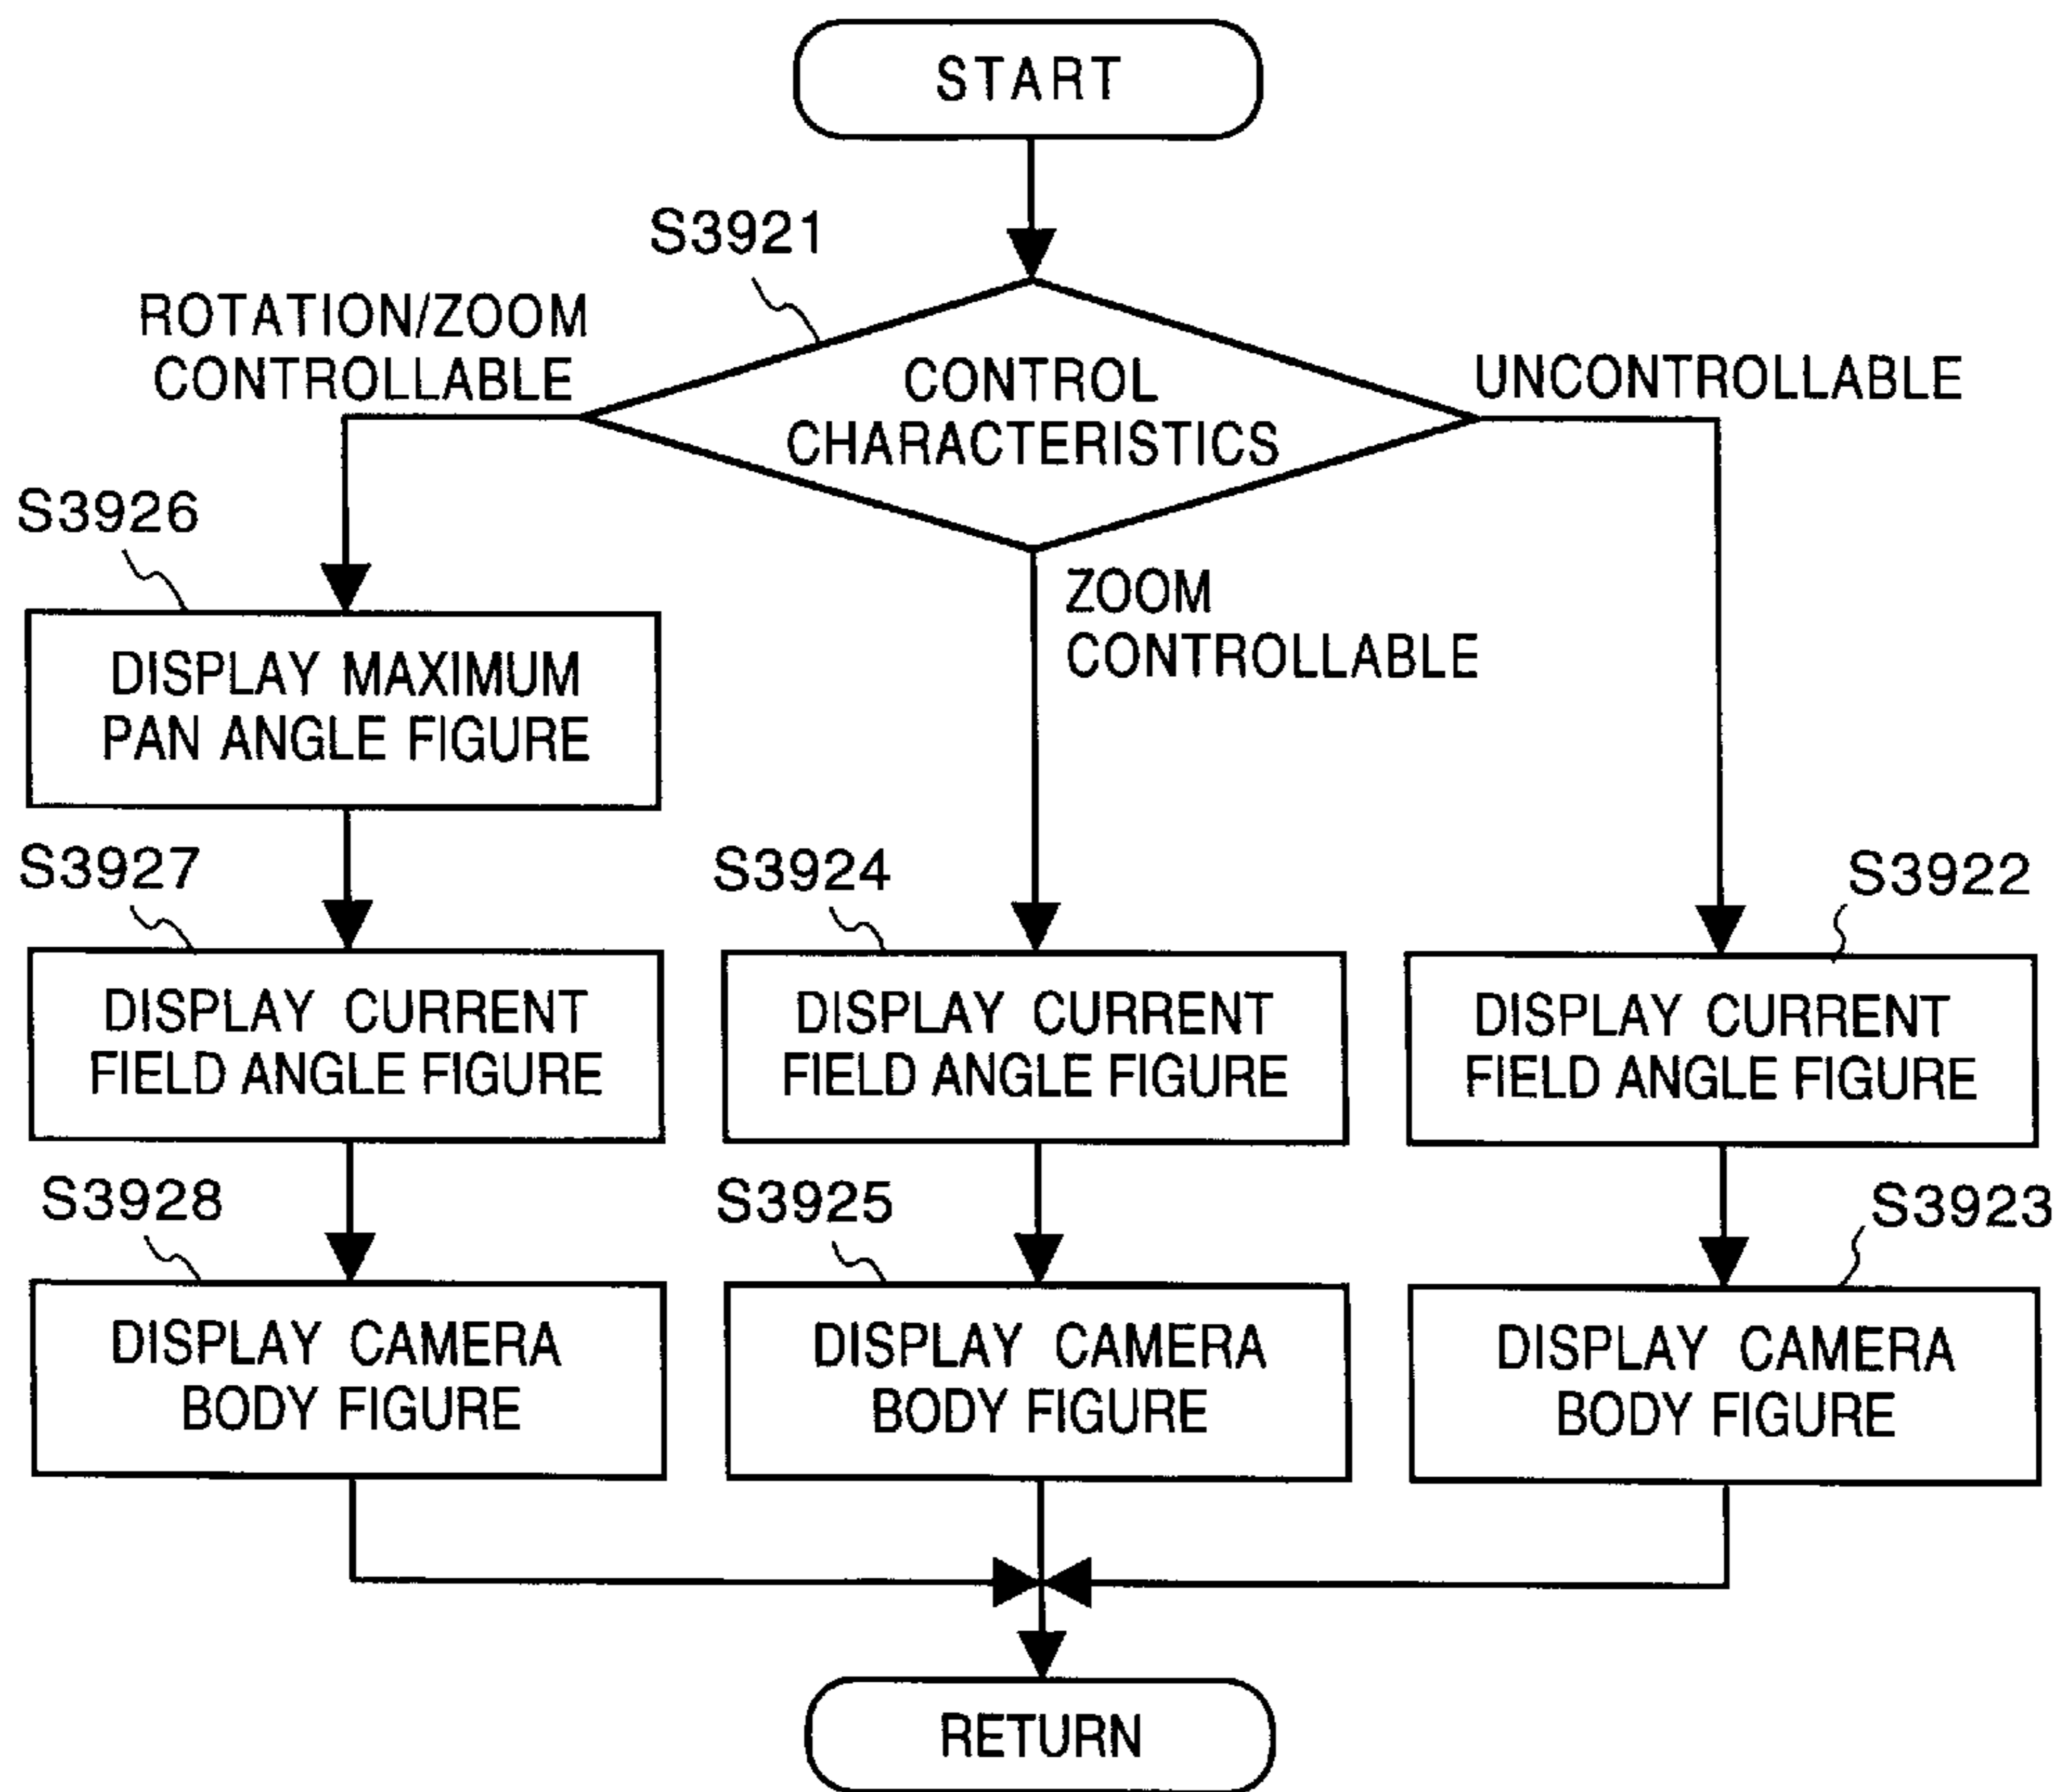 START
S3921
ROTATION/ZOOM
CONTROLLABLE
CONTROL
CHARACTERISTICS
UNCONTROLLABLE
ZOOM
CONTROLLABLE
S3926
DISPLAY MAXIMUM
PAN ANGLE FIGURE
S3927
DISPLAY CURRENT
FIELD ANGLE FIGURE
S3928
DISPLAY CAMERA
BODY FIGURE
S3924
DISPLAY CURRENT
FIELD ANGLE FIGURE
S3925
DISPLAY CAMERA
BODY FIGURE
S3922
DISPLAY CURRENT
FIELD ANGLE FIGURE
S3923
DISPLAY CAMERA
BODY FIGURE
RETURN